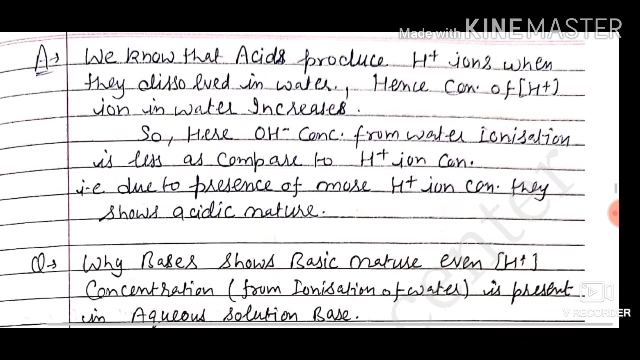 Made with KINEMASTER
A→ We know that Acids produce H+ ions when
they dissolved in water, Hence Con. of [H+]
ion in water Increases.
So, Here OH- Conc. from water ionisation
is less as compare to H+ ion Con.
i.e due to presence of more H+ ion con. they
shows acidic nature.
Q→ Why Bases shows Basic nature even [H+]
Concentration (from Ionisation of water) is present
in Aqueous Solution Base.
center
V RECORDER